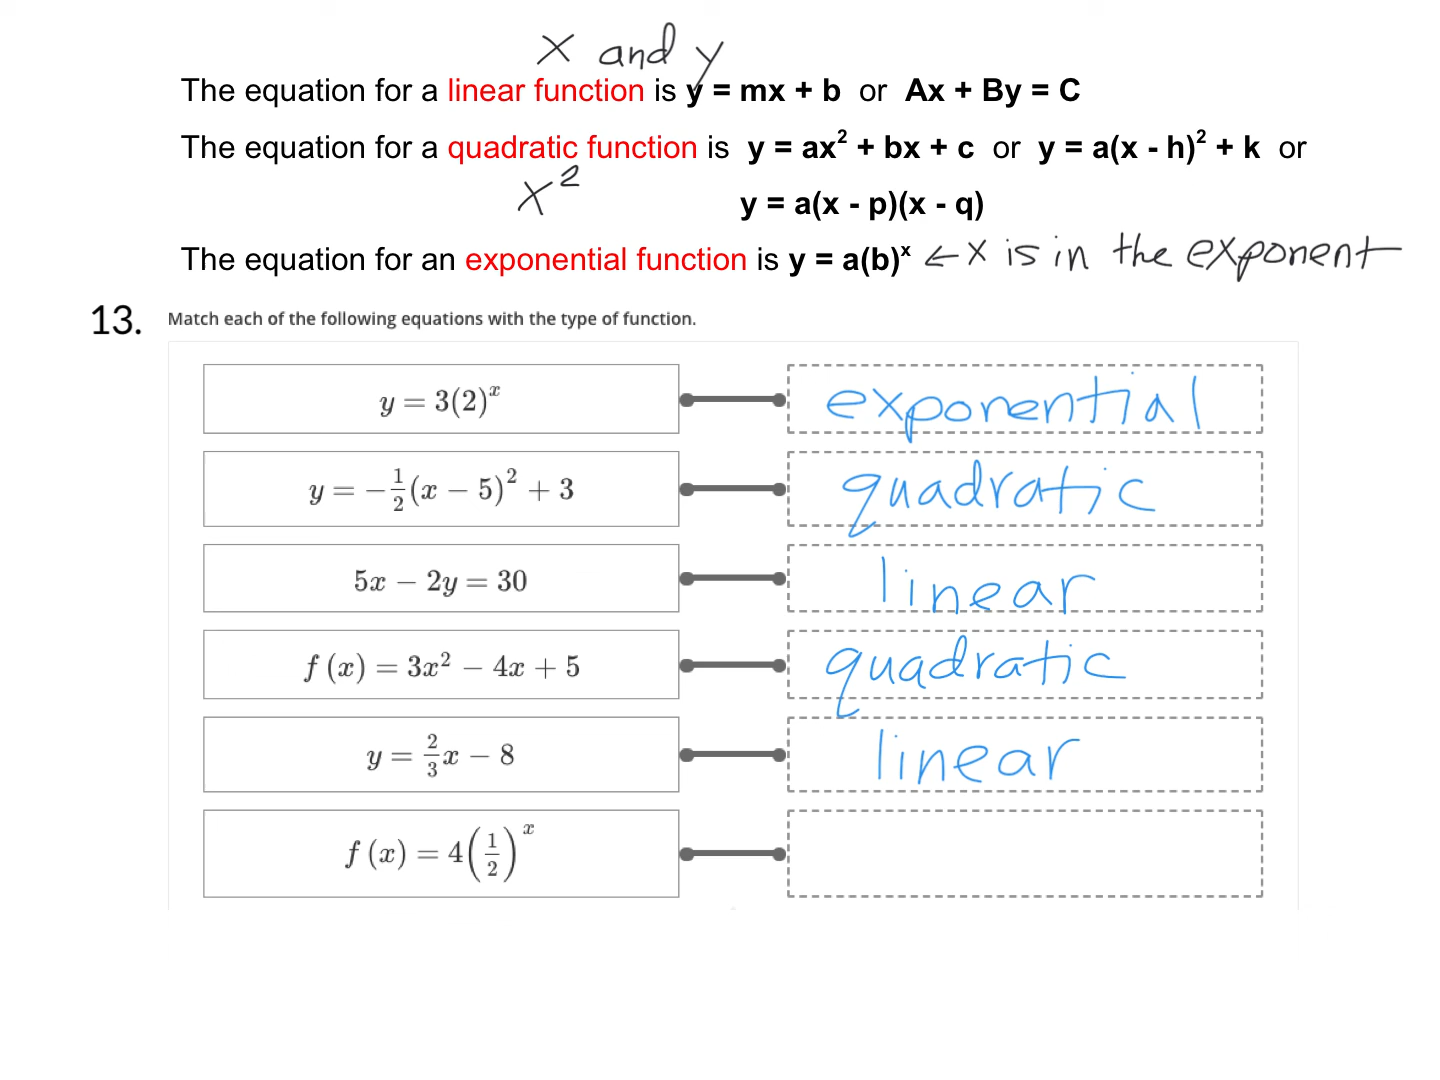 x and y
The equation for a linear function is y = mx + b or Ax + By = C
The equation for a quadratic function is y = ax² + bx + c or y = a(x - h)² + k or
x²
y = a(x - p)(x - q)
The equation for an exponential function is y = a(b)ˣ ← x is in the exponent
13. Match each of the following equations with the type of function.
y = 3(2)ˣ exponential
y = −1/2(x − 5)² + 3 quadratic
5x − 2y = 30 linear
f (x) = 3x² − 4x + 5 quadratic
y = 2/3x − 8 linear
f (x) = 4(1/2)ˣ